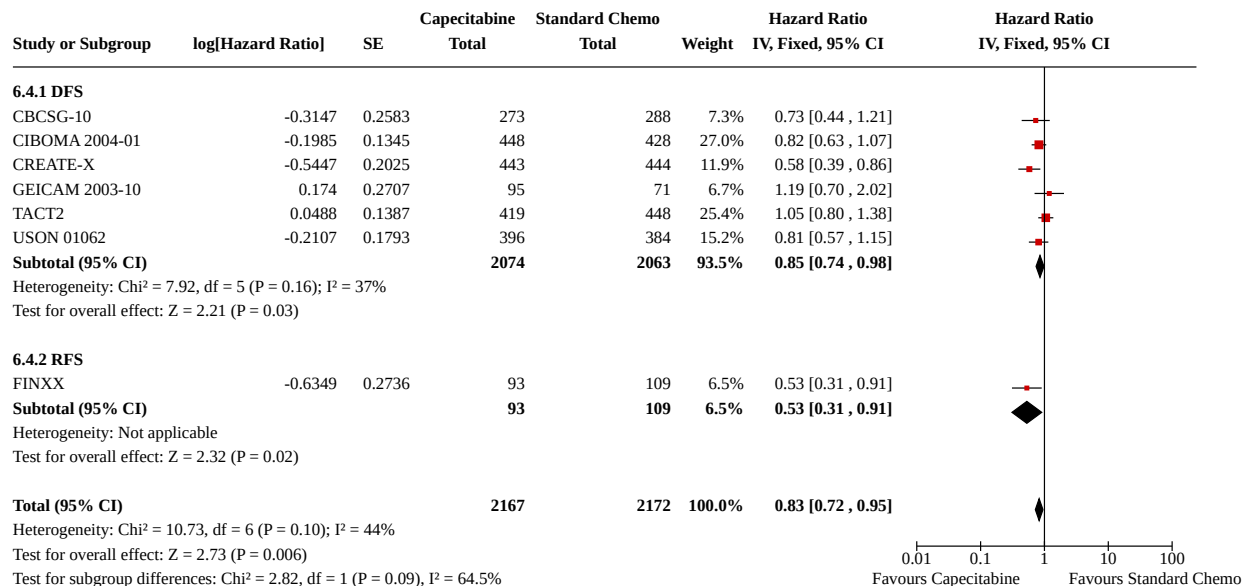 Capecitabine Standard Chemo Hazard Ratio Hazard Ratio
Study or Subgroup log[Hazard Ratio] SE Total Total Weight IV, Fixed, 95% CI IV, Fixed, 95% CI
6.4.1 DFS
CBCSG-10 -0.3147 0.2583 273 288 7.3% 0.73 [0.44 , 1.21]
CIBOMA 2004-01 -0.1985 0.1345 448 428 27.0% 0.82 [0.63 , 1.07]
CREATE-X -0.5447 0.2025 443 444 11.9% 0.58 [0.39 , 0.86]
GEICAM 2003-10 0.174 0.2707 95 71 6.7% 1.19 [0.70 , 2.02]
TACT2 0.0488 0.1387 419 448 25.4% 1.05 [0.80 , 1.38]
USON 01062 -0.2107 0.1793 396 384 15.2% 0.81 [0.57 , 1.15]
Subtotal (95% CI) 2074 2063 93.5% 0.85 [0.74 , 0.98]
Heterogeneity: Chi² = 7.92, df = 5 (P = 0.16); I² = 37%
Test for overall effect: Z = 2.21 (P = 0.03)
6.4.2 RFS
FINXX -0.6349 0.2736 93 109 6.5% 0.53 [0.31 , 0.91]
Subtotal (95% CI) 93 109 6.5% 0.53 [0.31 , 0.91]
Heterogeneity: Not applicable
Test for overall effect: Z = 2.32 (P = 0.02)
Total (95% CI) 2167 2172 100.0% 0.83 [0.72 , 0.95]
Heterogeneity: Chi² = 10.73, df = 6 (P = 0.10); I² = 44%
Test for overall effect: Z = 2.73 (P = 0.006)
0.01 0.1 1 10 100
Test for subgroup differences: Chi² = 2.82, df = 1 (P = 0.09), I² = 64.5% Favours Capecitabine Favours Standard Chemo